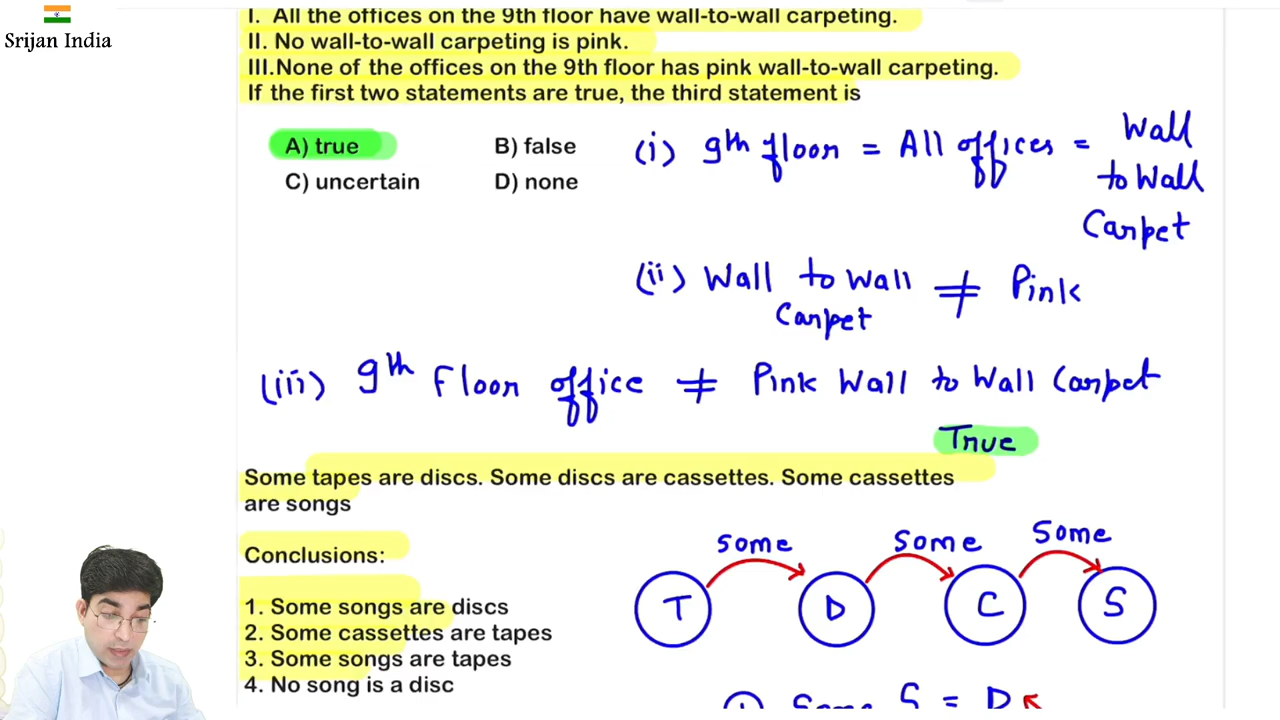 Srijan India
I. All the offices on the 9th floor have wall-to-wall carpeting.
II. No wall-to-wall carpeting is pink.
III.None of the offices on the 9th floor has pink wall-to-wall carpeting.
If the first two statements are true, the third statement is
A) true
B) false
C) uncertain
D) none
(i) 9th floor = All offices = Wall
to Wall
Carpet
(ii) Wall to Wall ≠ Pink
Carpet
(iii) 9th Floor office ≠ Pink Wall to Wall Carpet
True
Some tapes are discs. Some discs are cassettes. Some cassettes
are songs
Conclusions:
1. Some songs are discs
2. Some cassettes are tapes
3. Some songs are tapes
4. No song is a disc
Some Some Some
T D C S
① Some S = D